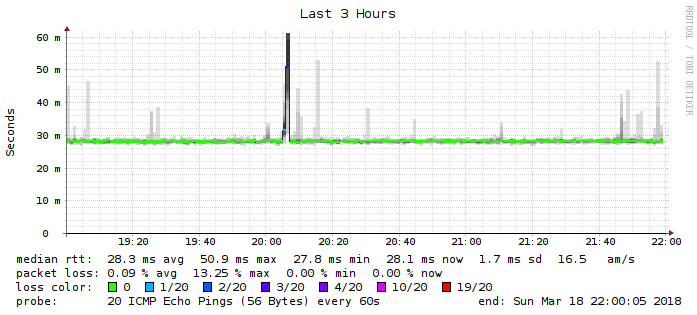 Last 3 Hours
RRDTOOL / TOBI OETIKER
Seconds
60 m
50 m
40 m
30 m
20 m
10 m
0
19:20 19:40 20:00 20:20 20:40 21:00 21:20 21:40 22:00
median rtt: 28.3 ms avg 50.9 ms max 27.8 ms min 28.1 ms now 1.7 ms sd 16.5 am/s
packet loss: 0.09 % avg 13.25 % max 0.00 % min 0.00 % now
loss color: 0 1/20 2/20 3/20 4/20 10/20 19/20
probe: 20 ICMP Echo Pings (56 Bytes) every 60s end: Sun Mar 18 22:00:05 2018